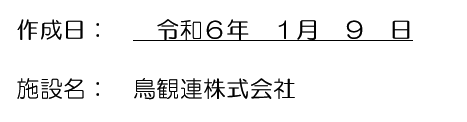 作成日：　令和６年　１月　９　日
施設名：　鳥観連株式会社